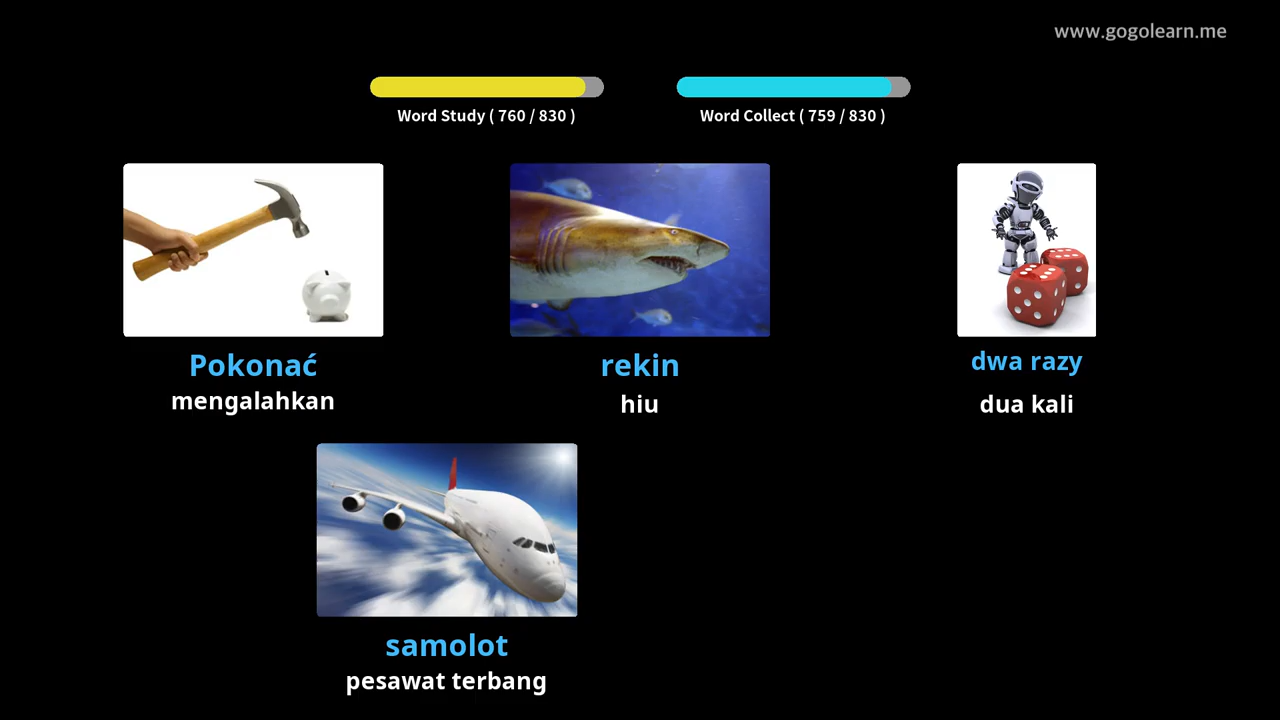 www.gogolearn.me
Word Study ( 760 / 830 )
Word Collect ( 759 / 830 )
Pokonać
mengalahkan
rekin
hiu
dwa razy
dua kali
samolot
pesawat terbang